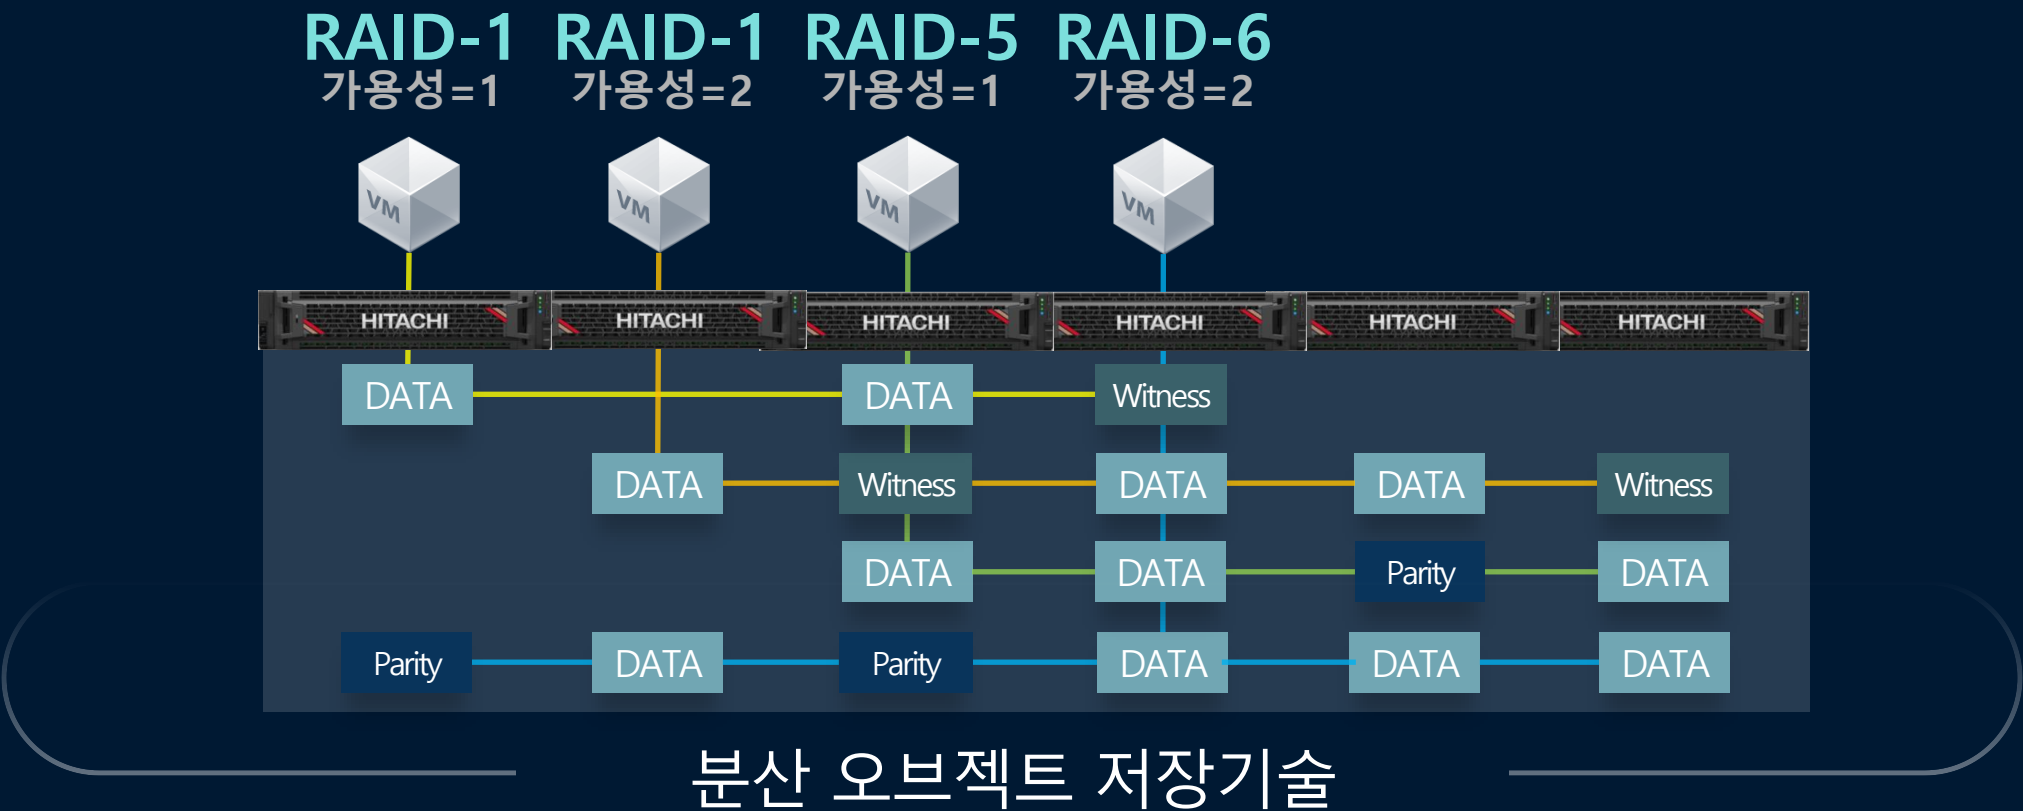 RAID-1 RAID-1 RAID-5 RAID-6
가용성=1 가용성=2 가용성=1 가용성=2
VM VM VM VM
HITACHI HITACHI HITACHI HITACHI HITACHI HITACHI
DATA DATA Witness
DATA Witness DATA DATA Witness
DATA DATA Parity DATA
Parity DATA Parity DATA DATA DATA
분산 오브젝트 저장기술